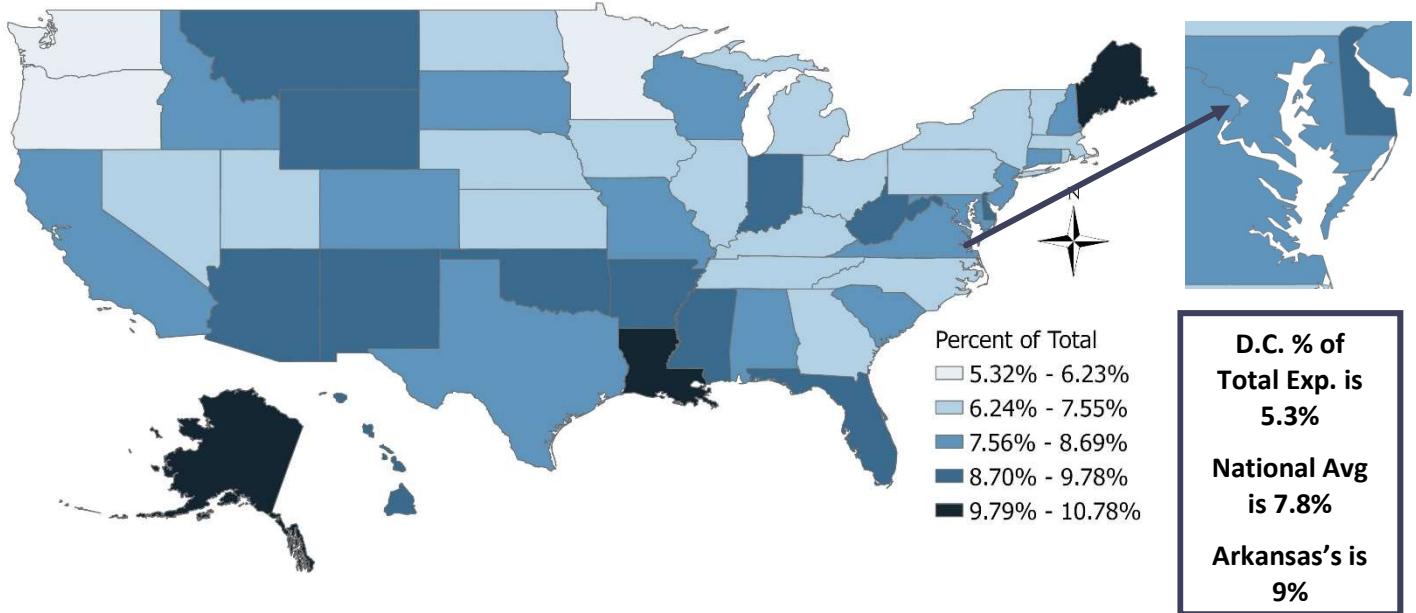 N
Percent of Total
5.32% - 6.23%
6.24% - 7.55%
7.56% - 8.69%
8.70% - 9.78%
9.79% - 10.78%
D.C. % of
Total Exp. is
5.3%
National Avg
is 7.8%
Arkansas's is
9%